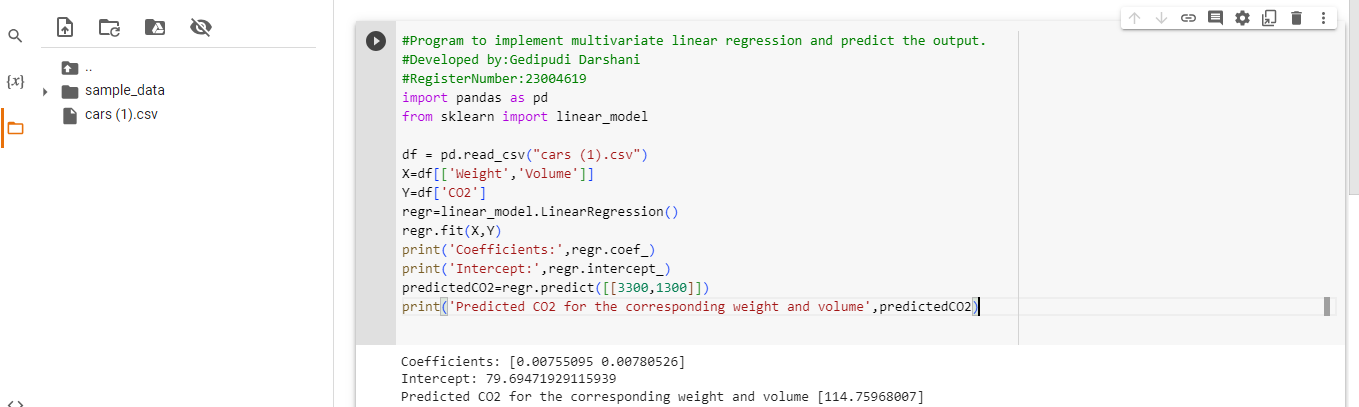 {x}
..
sample_data
cars (1).csv
#Program to implement multivariate linear regression and predict the output.
#Developed by:Gedipudi Darshani
#RegisterNumber:23004619
import pandas as pd
from sklearn import linear_model
df = pd.read_csv("cars (1).csv")
X=df[['Weight','Volume']]
Y=df['CO2']
regr=linear_model.LinearRegression()
regr.fit(X,Y)
print('Coefficients:',regr.coef_)
print('Intercept:',regr.intercept_)
predictedCO2=regr.predict([[3300,1300]])
print('Predicted CO2 for the corresponding weight and volume',predictedCO2)
Coefficients: [0.00755095 0.00780526]
Intercept: 79.69471929115939
Predicted CO2 for the corresponding weight and volume [114.75968007]